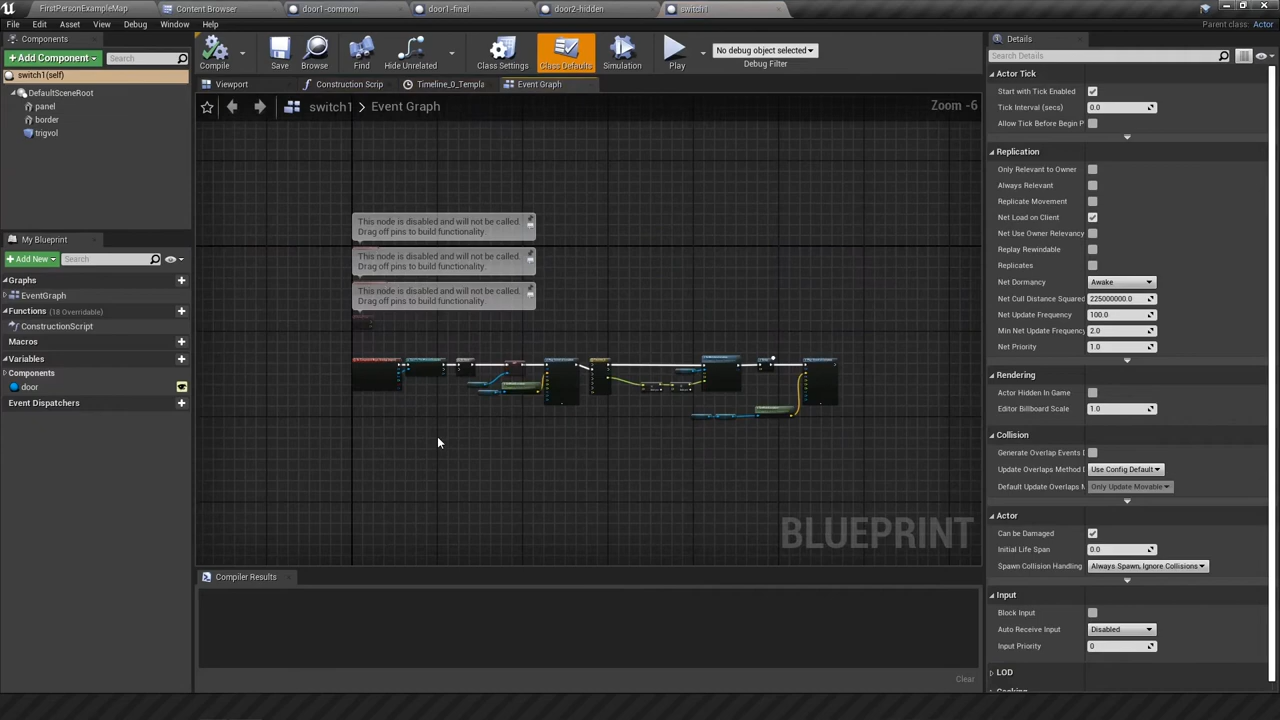 FirstPersonExampleMap
Content Browser
door1-common
door1-final
door2-hidden
switch1
File Edit Asset View Debug Window Help
Parent class: Actor
Components
Add Component
Search
switch1(self)
DefaultSceneRoot
panel
border
trigvol
Compile
Save
Browse
Find
Hide Unrelated
Class Settings
Class Defaults
Simulation
Play
No debug object selected
Debug Filter
Viewport
Construction Scrip
Timeline_0_Templa
Event Graph
switch1 > Event Graph
Zoom -6
This node is disabled and will not be called.
Drag off pins to build functionality.
This node is disabled and will not be called.
Drag off pins to build functionality.
This node is disabled and will not be called.
Drag off pins to build functionality.
BLUEPRINT
My Blueprint
Add New
Search
Graphs
EventGraph
Functions (18 Overridable)
ConstructionScript
Macros
Variables
Components
door
Event Dispatchers
Compiler Results
Clear
Details
Search Details
Actor Tick
Start with Tick Enabled
Tick Interval (secs) 0.0
Allow Tick Before Begin P
Replication
Only Relevant to Owner
Always Relevant
Replicate Movement
Net Load on Client
Net Use Owner Relevancy
Replay Rewindable
Replicates
Net Dormancy Awake
Net Cull Distance Squared 225000000.0
Net Update Frequency 100.0
Min Net Update Frequenc 2.0
Net Priority 1.0
Rendering
Actor Hidden In Game
Editor Billboard Scale 1.0
Collision
Generate Overlap Events D
Update Overlaps Method D Use Config Default
Default Update Overlaps M Only Update Movable
Actor
Can be Damaged
Initial Life Span 0.0
Spawn Collision Handling Always Spawn, Ignore Collisions
Input
Block Input
Auto Receive Input Disabled
Input Priority 0
LOD